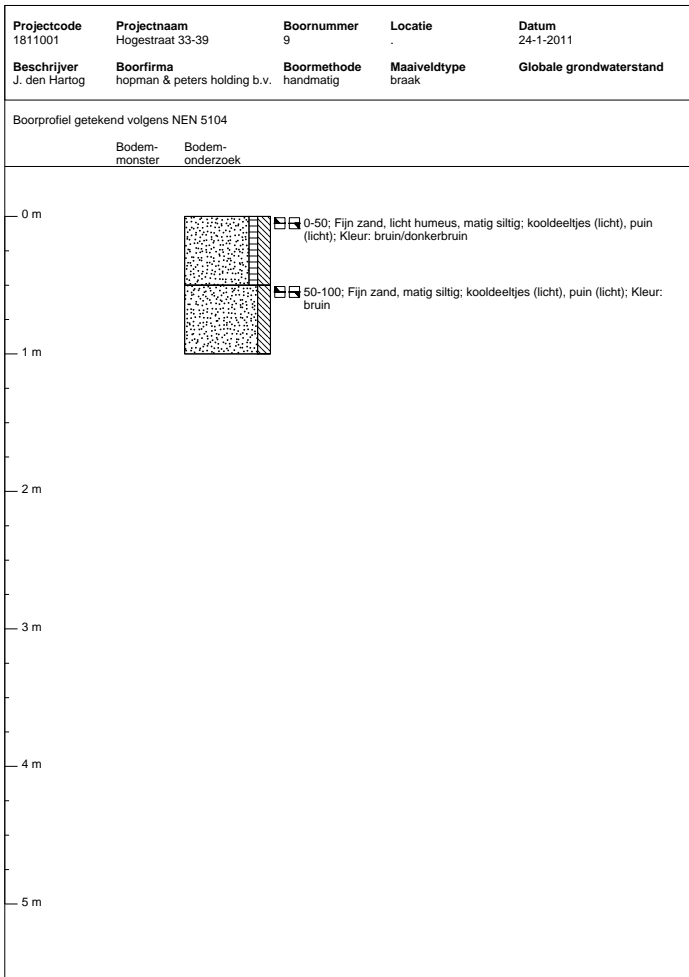 Projectcode Projectnaam Boornummer Locatie Datum
1811001 Hogestraat 33-39 9 . 24-1-2011
Beschrijver Boorfirma Boormethode Maaiveldtype Globale grondwaterstand
J. den Hartog hopman & peters holding b.v. handmatig braak
Boorprofiel getekend volgens NEN 5104
Bodem- Bodem-
monster onderzoek
0 m
0-50; Fijn zand, licht humeus, matig siltig; kooldeeltjes (licht), puin
(licht); Kleur: bruin/donkerbruin
50-100; Fijn zand, matig siltig; kooldeeltjes (licht), puin (licht); Kleur:
bruin
1 m
2 m
3 m
4 m
5 m